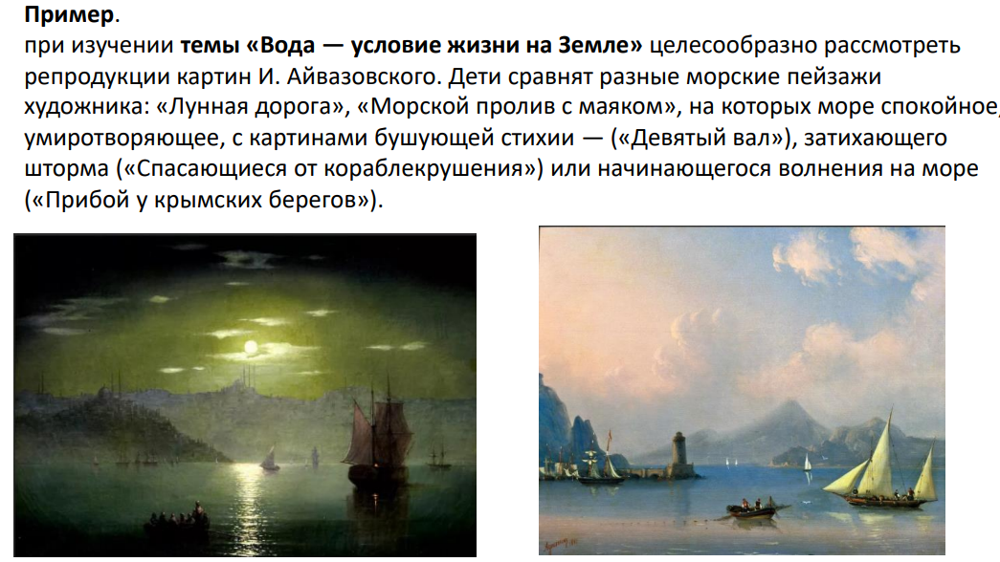 Пример.
при изучении темы «Вода — условие жизни на Земле» целесообразно рассмотреть
репродукции картин И. Айвазовского. Дети сравнят разные морские пейзажи
художника: «Лунная дорога», «Морской пролив с маяком», на которых море спокойное,
умиротворяющее, с картинами бушующей стихии — («Девятый вал»), затихающего
шторма («Спасающиеся от кораблекрушения») или начинающегося волнения на море
(«Прибой у крымских берегов»).